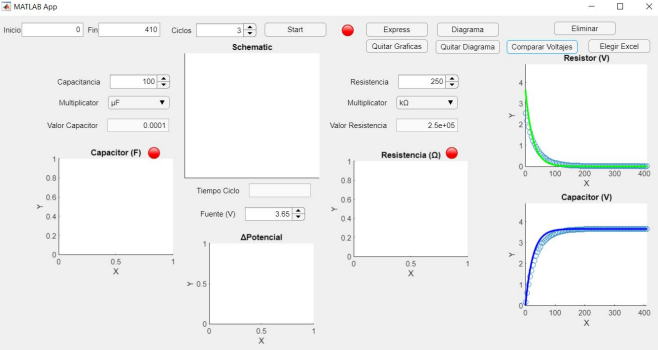 MATLAB App
Inicio 0 Fin 410 Ciclos 3 Start Express Diagrama Eliminar
Quitar Graficas Quitar Diagrama Comparar Voltajes Elegir Excel
Schematic
Capacitancia 100
Multiplicator µF
Valor Capacitor 0.0001
Resistencia 250
Multiplicator kΩ
Valor Resistencia 2.5e+05
Resistor (V)
4
3
2
1
0
Y
0 100 200 300 400
X
Capacitor (F)
1
0.8
0.6
0.4
0.2
0
Y
0 0.5 1
X
Tiempo Ciclo
Fuente (V) 3.65
ΔPotencial
1
0.5
0
Y
0 0.5 1
X
Resistencia (Ω)
1
0.8
0.6
0.4
0.2
0
Y
0 0.5 1
X
Capacitor (V)
4
3
2
1
0
Y
0 100 200 300 400
X